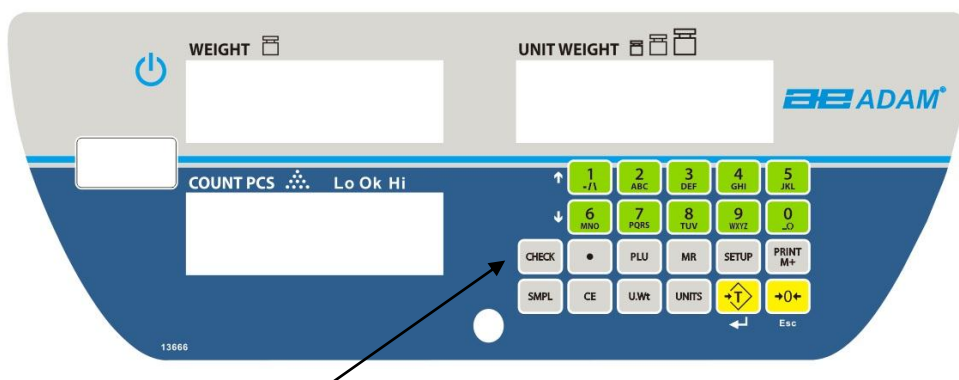 WEIGHT
UNIT WEIGHT
ae ADAM®
COUNT PCS Lo Ok Hi
1 2 3 4 5
-/\ ABC DEF GHI JKL
6 7 8 9 0
MNO PQRS TUV WXYZ _O
CHECK • PLU MR SETUP PRINT M+
SMPL CE U.Wt UNITS →T← →0←
Esc
13666